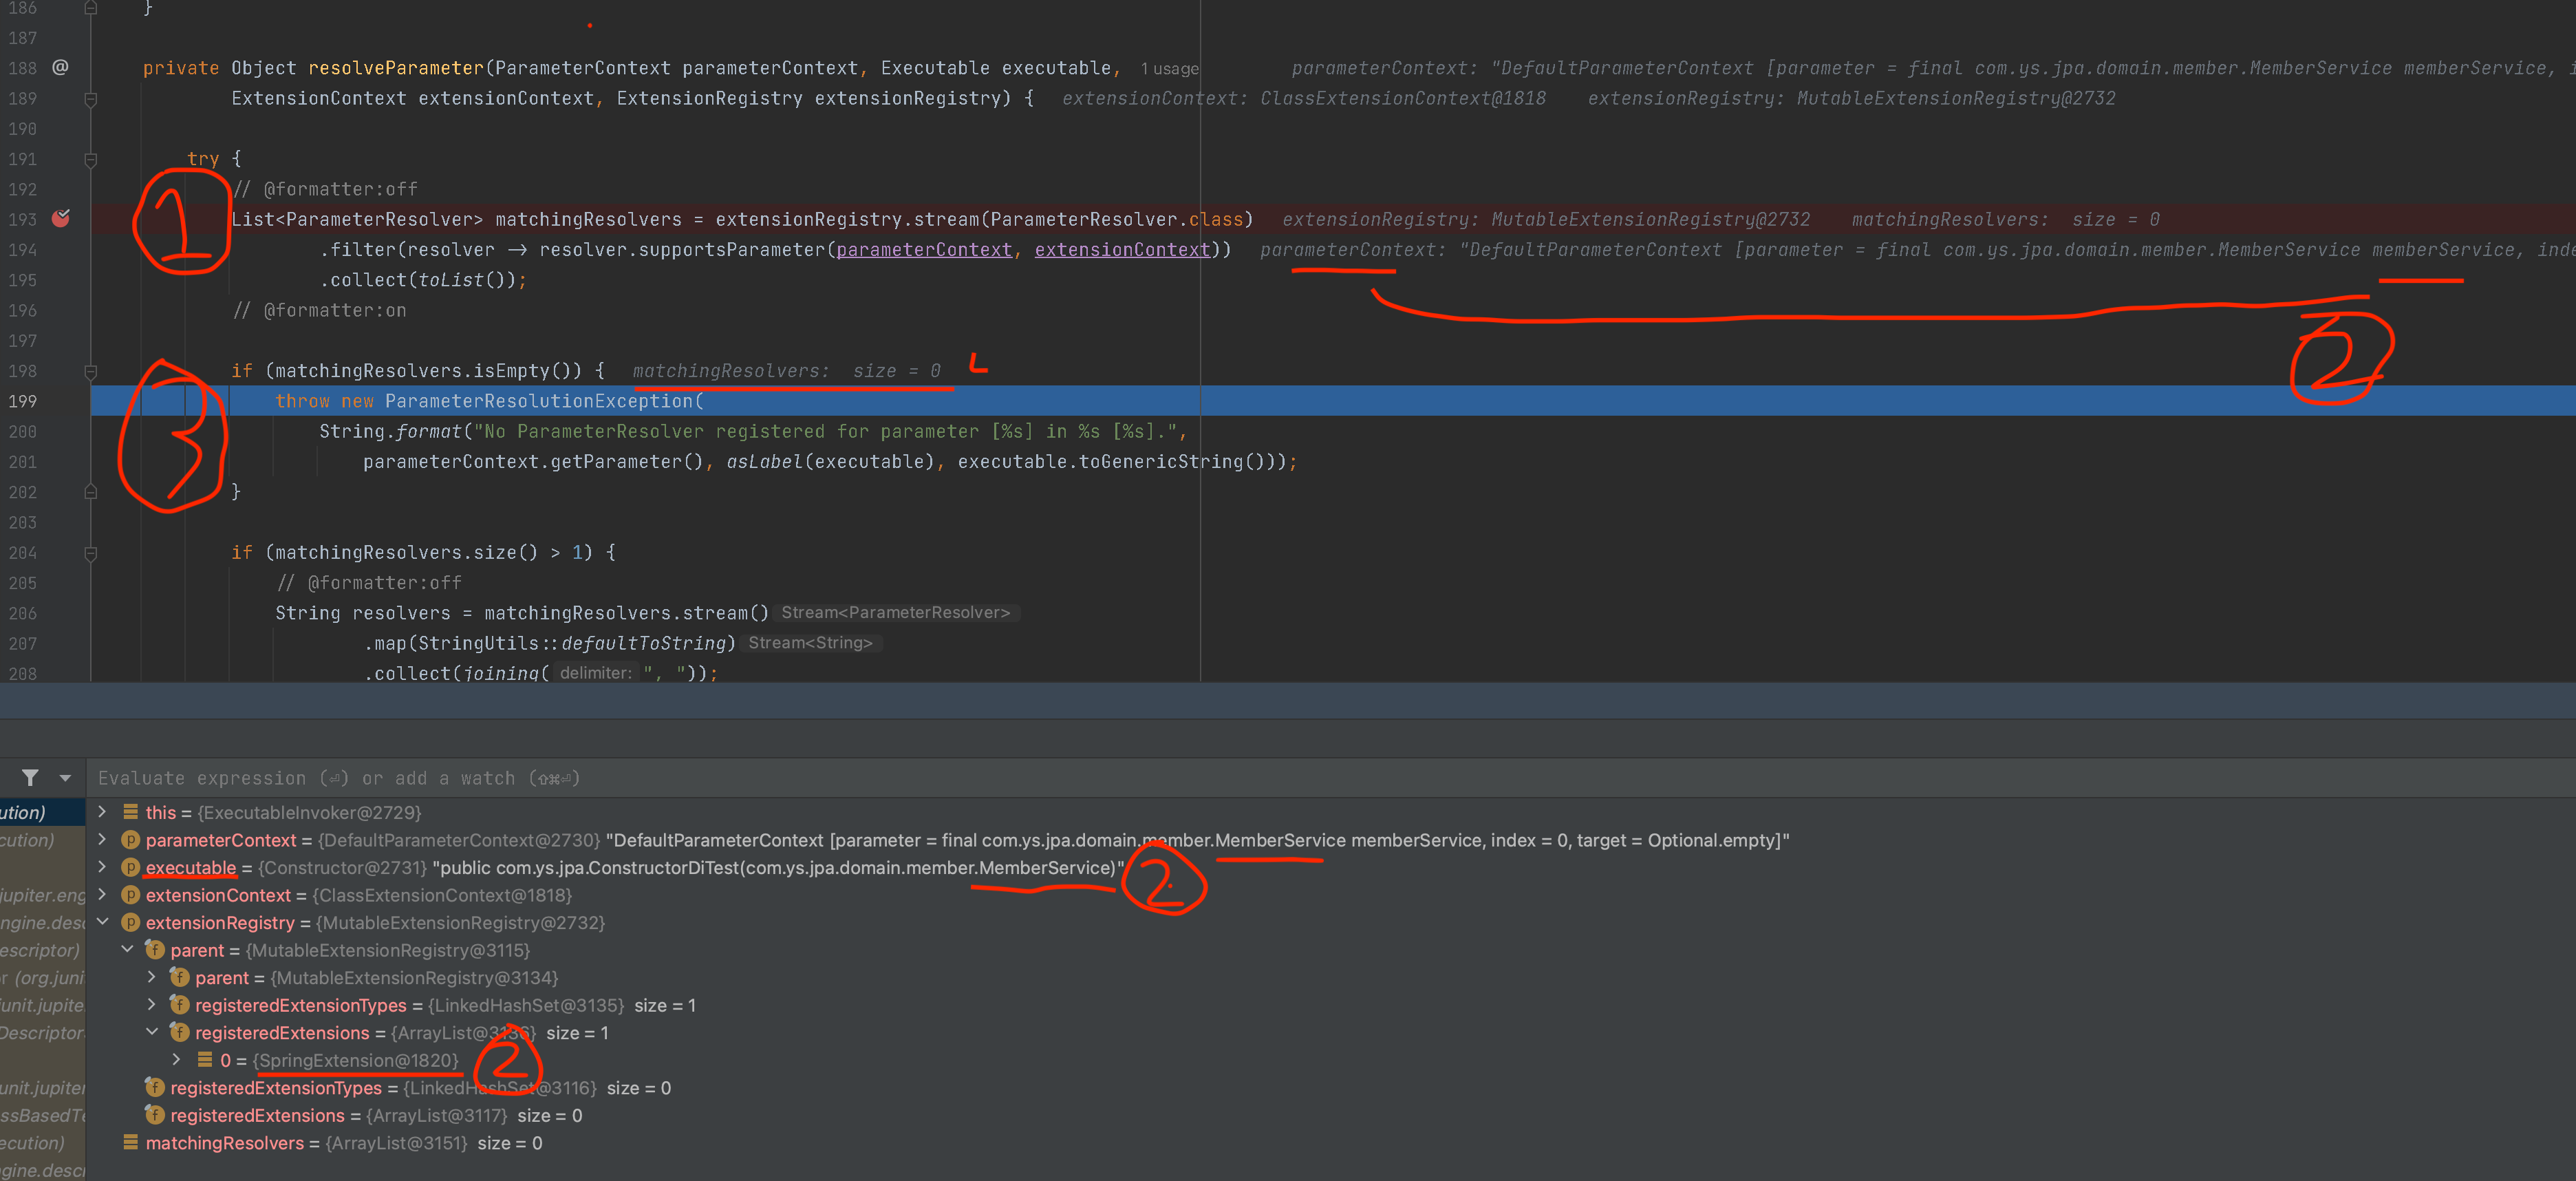 186 }
187
188 @ private Object resolveParameter(ParameterContext parameterContext, Executable executable, 1 usage parameterContext: "DefaultParameterContext [parameter = final com.ys.jpa.domain.member.MemberService memberService, i
189 ExtensionContext extensionContext, ExtensionRegistry extensionRegistry) { extensionContext: ClassExtensionContext@1818 extensionRegistry: MutableExtensionRegistry@2732
190
191 try {
192 // @formatter:off
1
193 List<ParameterResolver> matchingResolvers = extensionRegistry.stream(ParameterResolver.class) extensionRegistry: MutableExtensionRegistry@2732 matchingResolvers: size = 0
194 .filter(resolver → resolver.supportsParameter(parameterContext, extensionContext)) parameterContext: "DefaultParameterContext [parameter = final com.ys.jpa.domain.member.MemberService memberService, inde
195 .collect(toList());
196 // @formatter:on
197
2
198 if (matchingResolvers.isEmpty()) { matchingResolvers: size = 0
199 throw new ParameterResolutionException(
200 String.format("No ParameterResolver registered for parameter [%s] in %s [%s].",
3
201 parameterContext.getParameter(), asLabel(executable), executable.toGenericString()));
202 }
203
204 if (matchingResolvers.size() > 1) {
205 // @formatter:off
206 String resolvers = matchingResolvers.stream() Stream<ParameterResolver>
207 .map(StringUtils::defaultToString) Stream<String>
208 .collect(joining( delimiter: ", "));
Evaluate expression (⏎) or add a watch (⇧⌘⏎)
ution) this = {ExecutableInvoker@2729}
cution) parameterContext = {DefaultParameterContext@2730} "DefaultParameterContext [parameter = final com.ys.jpa.domain.member.MemberService memberService, index = 0, target = Optional.empty]"
executable = {Constructor@2731} "public com.ys.jpa.ConstructorDiTest(com.ys.jpa.domain.member.MemberService)" 2
jupiter.eng extensionContext = {ClassExtensionContext@1818}
ngine.desc extensionRegistry = {MutableExtensionRegistry@2732}
escriptor) parent = {MutableExtensionRegistry@3115}
r (org.juni parent = {MutableExtensionRegistry@3134}
unit.jupite registeredExtensionTypes = {LinkedHashSet@3135} size = 1
Descriptor registeredExtensions = {ArrayList@3136} size = 1
0 = {SpringExtension@1820} 2
unit.jupiter registeredExtensionTypes = {LinkedHashSet@3116} size = 0
ssBasedTe registeredExtensions = {ArrayList@3117} size = 0
ecution) matchingResolvers = {ArrayList@3151} size = 0
gine.desci